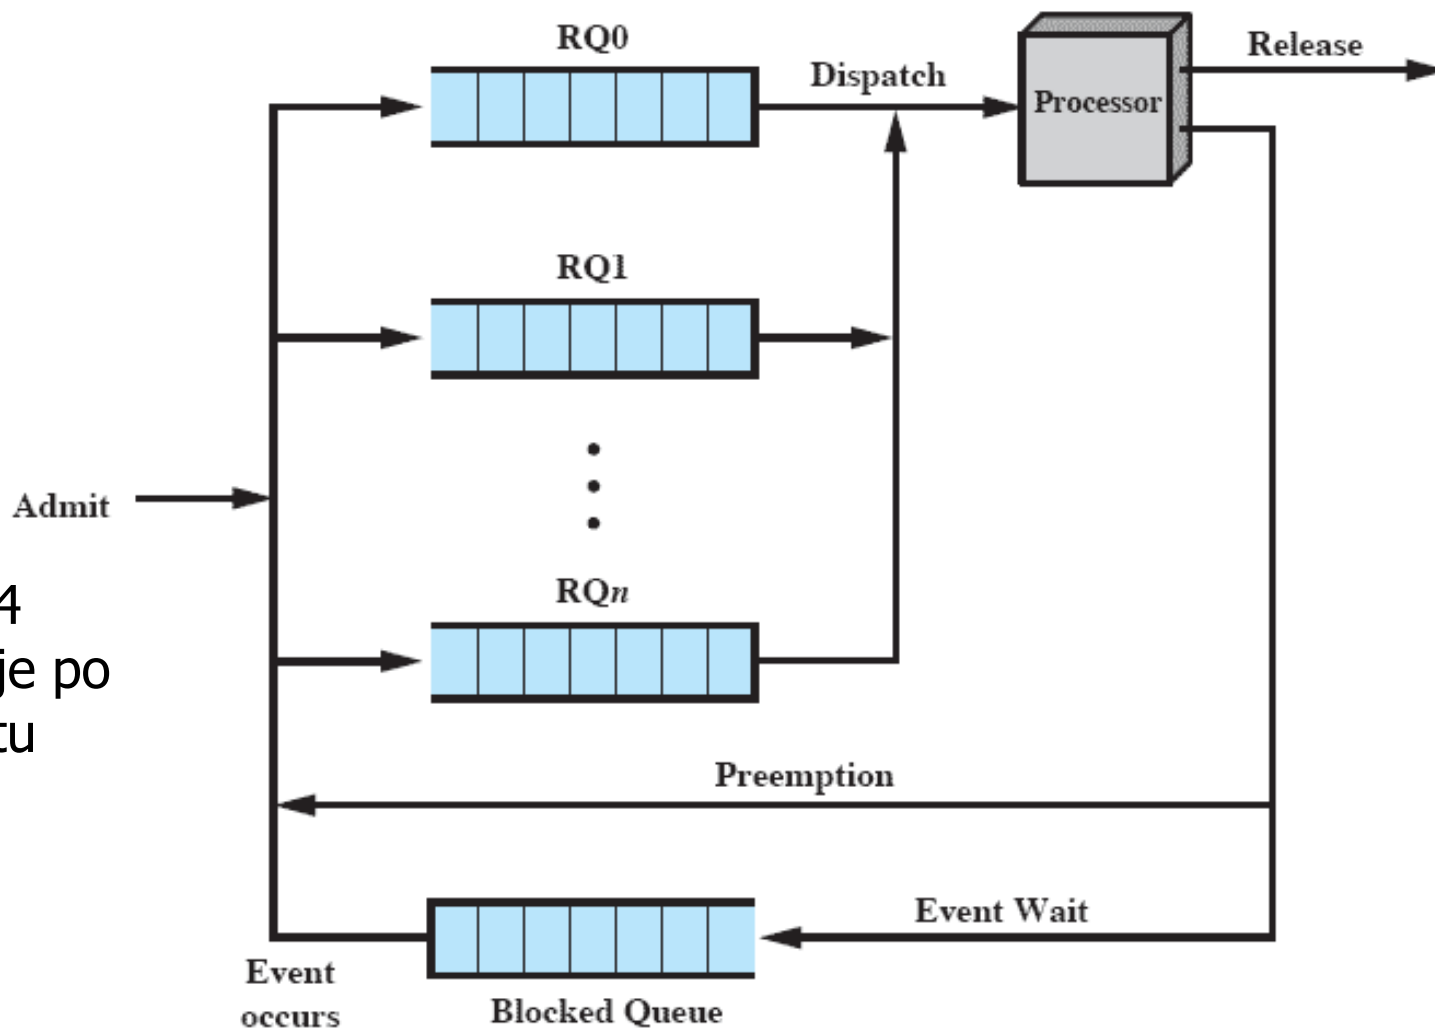 RQ0
Release
Dispatch
Processor
RQ1
Admit
4
je po
tu
RQn
Preemption
Event Wait
Event
occurs
Blocked Queue